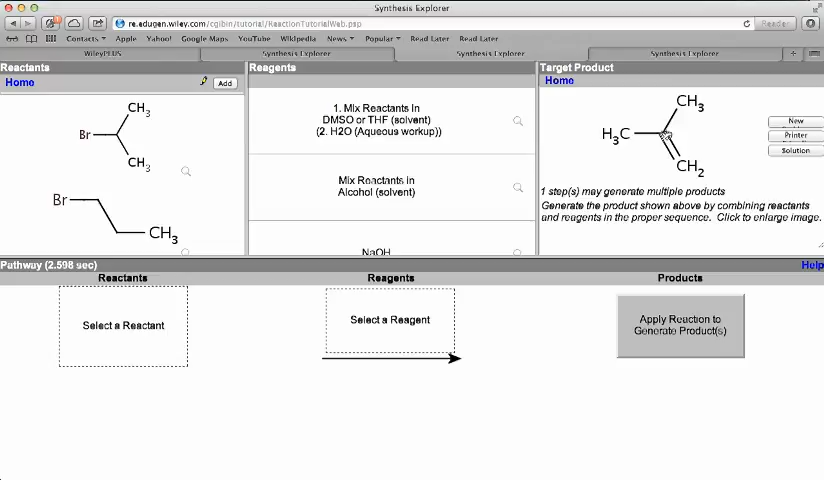 Synthesis Explorer
re.edugen.wiley.com/cgibin/tutorial/ReactionTutorialWeb.psp
Reader
Contacts
Apple
Yahoo!
Google Maps
YouTube
Wikipedia
News
Popular
Read Later
Read Later
WileyPLUS
Synthesis Explorer
Synthesis Explorer
Synthesis Explorer
Reactants
Home
Add
Br
CH3
CH3
Br
CH3
Reagents
1. Mix Reactants in
DMSO or THF (solvent)
(2. H2O (Aqueous workup))
Mix Reactants in
Alcohol (solvent)
NaOH
Target Product
Home
CH3
H3C
CH2
New
Printer
Solution
1 step(s) may generate multiple products
Generate the product shown above by combining reactants
and reagents in the proper sequence. Click to enlarge image.
Pathway (2.598 sec)
Help
Reactants
Reagents
Products
Select a Reactant
Select a Reagent
Apply Reaction to
Generate Product(s)